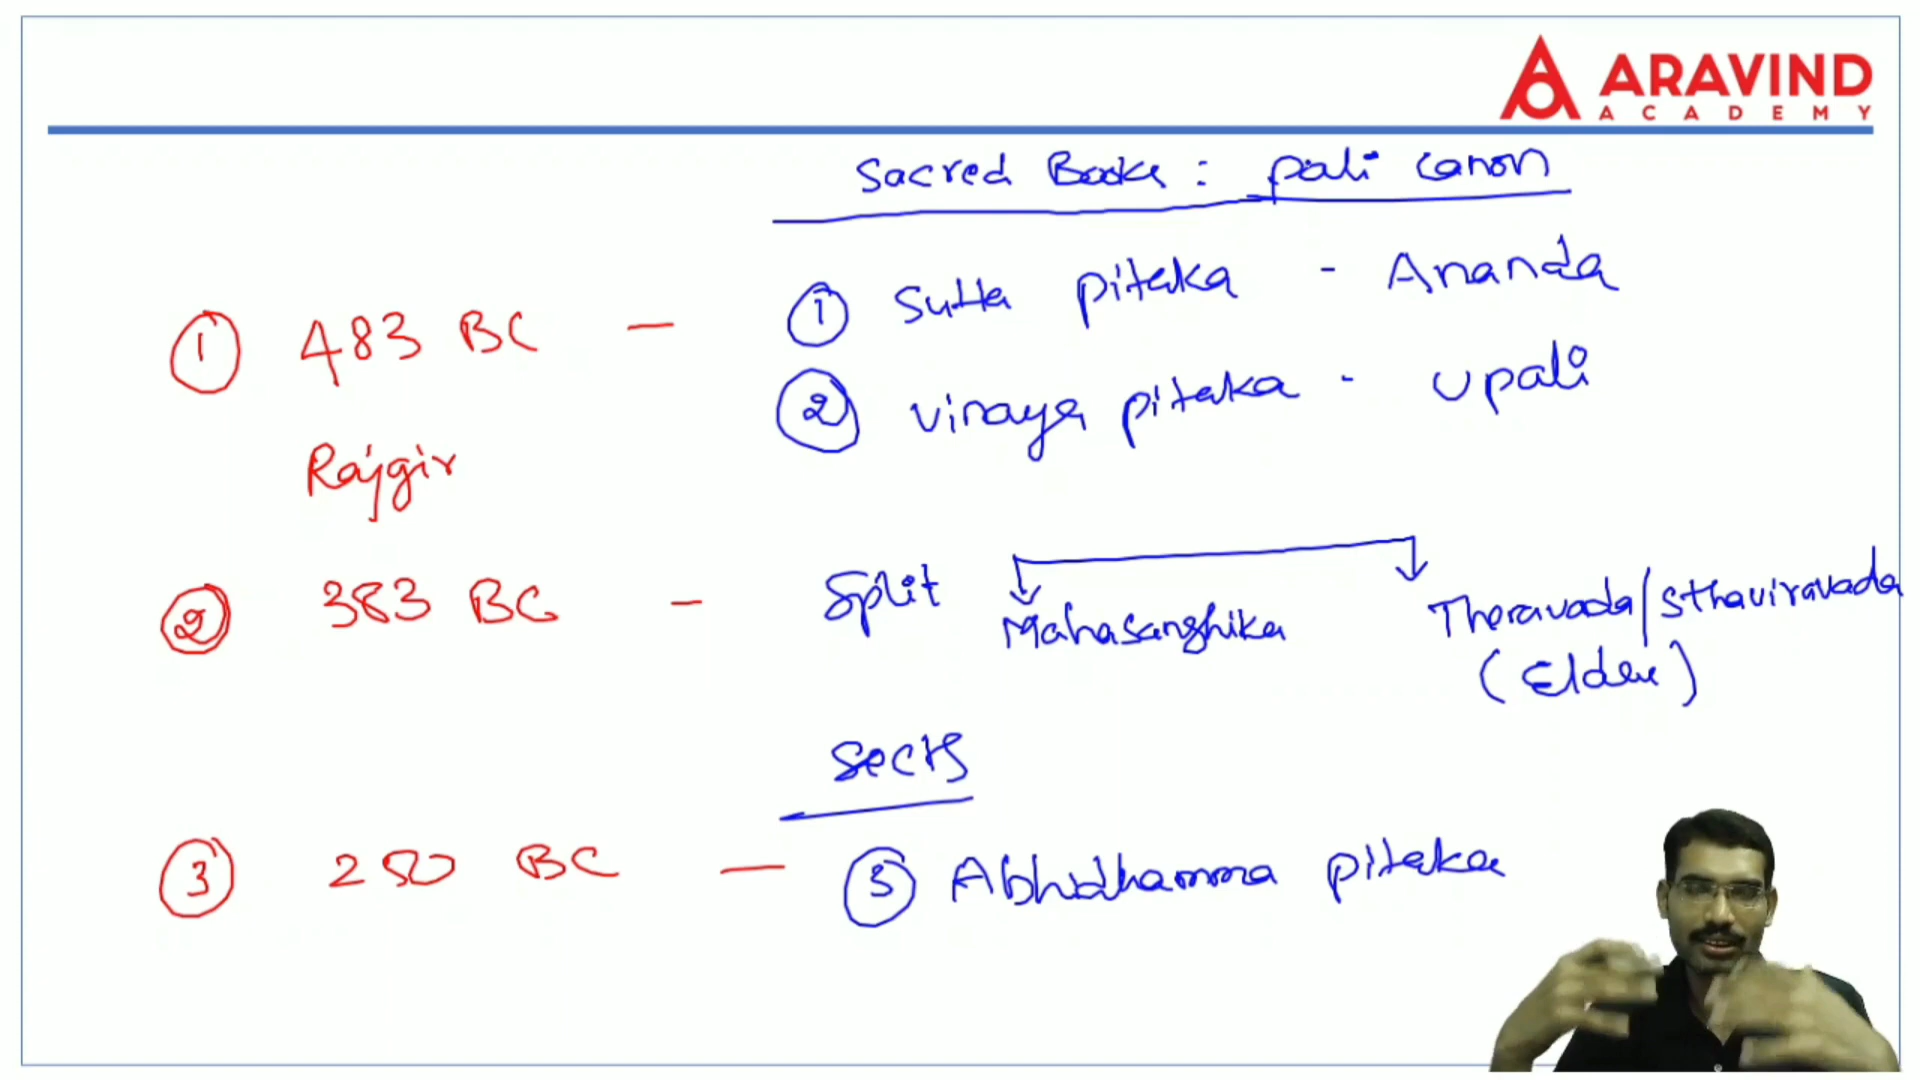 ARAVIND
ACADEMY
Sacred Books : pali canon
① 483 BC — ① Sutta pitaka - Ananda
② vinaya pitaka - upali
Rajgir
② 383 BC — Split Mahasanghika Theravada/Sthaviravada
(Elders)
Sects
③ 250 BC — ③ Abhidhamma pitaka